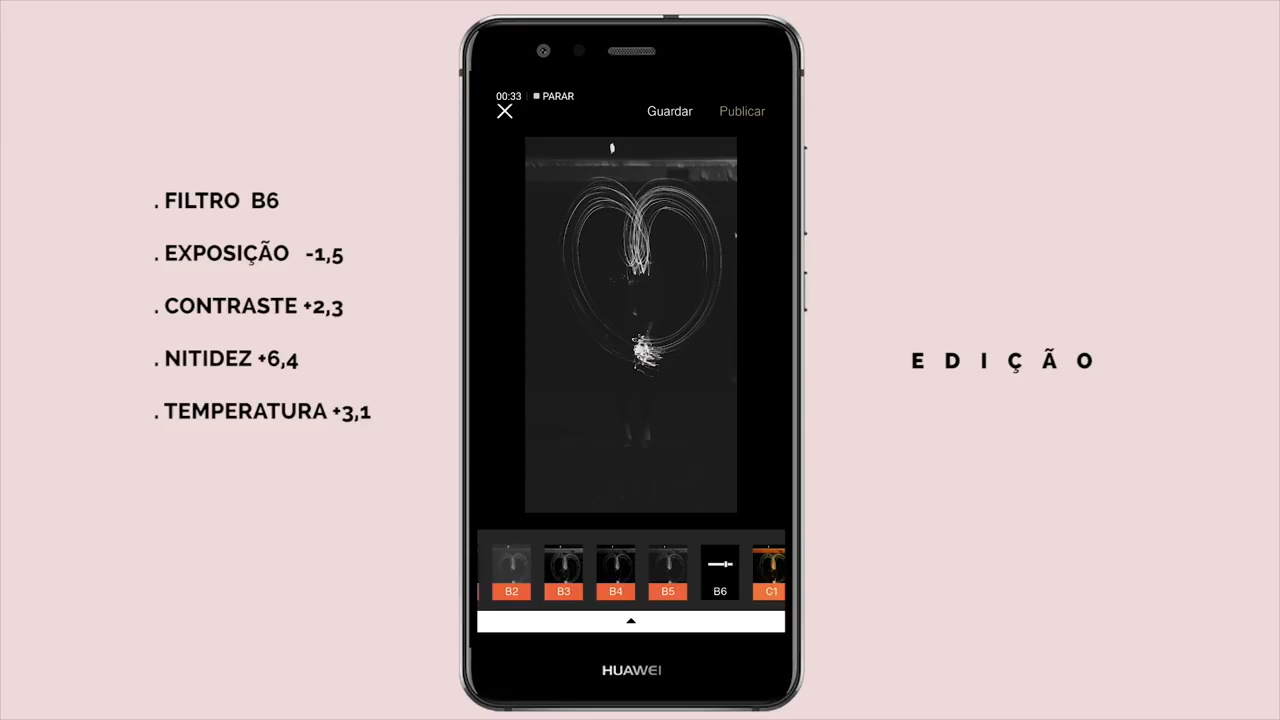 . FILTRO B6
. EXPOSIÇÃO -1,5
. CONTRASTE +2,3
. NITIDEZ +6,4
. TEMPERATURA +3,1
00:33 PARAR
Guardar Publicar
B2 B3 B4 B5 B6 C1
HUAWEI
EDIÇÃO